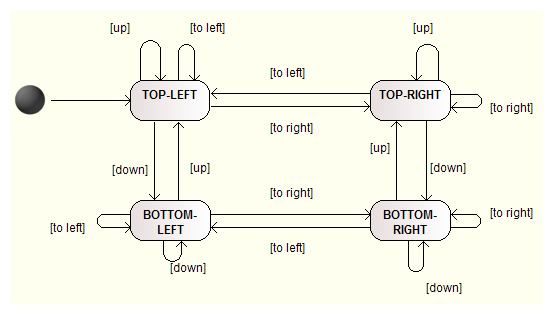 [up]
[to left]
[up]
[to left]
TOP-LEFT
TOP-RIGHT
[to right]
[to right]
[up]
[down]
[up]
[down]
[to right]
BOTTOM-
LEFT
BOTTOM-
RIGHT
[to right]
[to left]
[to left]
[down]
[down]